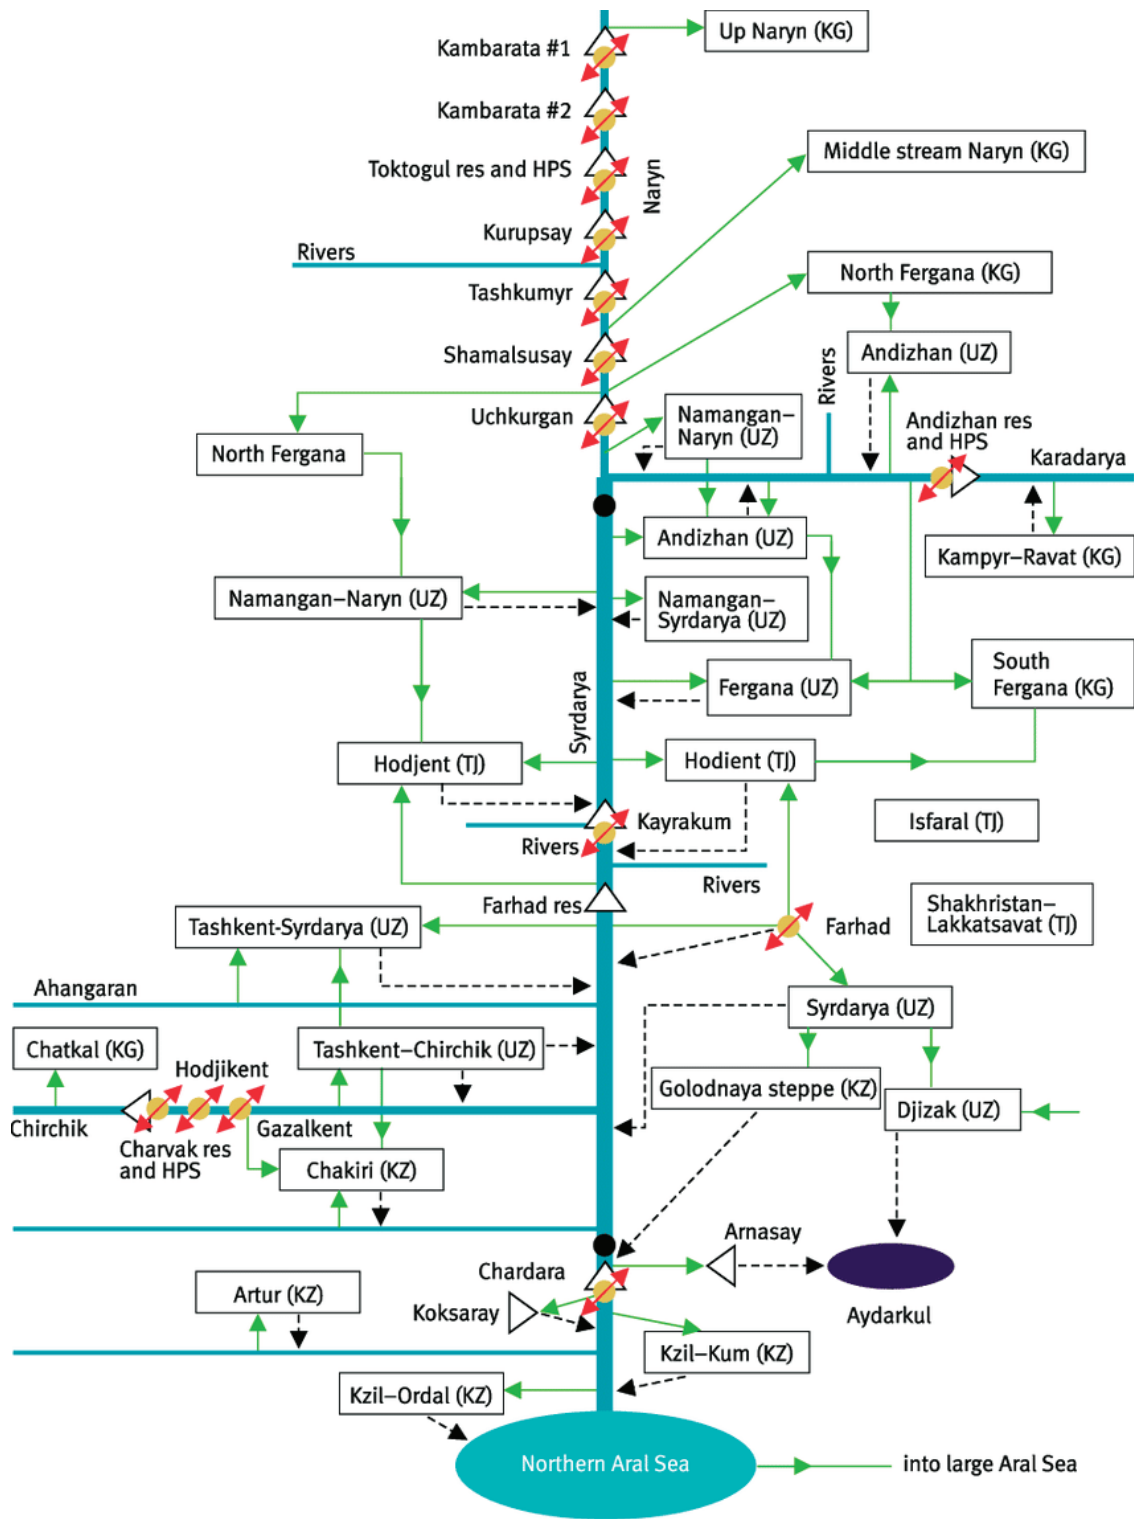 Up Naryn (KG)
Kambarata #1
Kambarata #2
Middle stream Naryn (KG)
Toktogul res and HPS
Naryn
Kurupsay
Rivers
North Fergana (KG)
Tashkumyr
Andizhan (UZ)
Shamalsusay
Rivers
Uchkurgan
Namangan–
Naryn (UZ)
Andizhan res
and HPS
North Fergana
Karadarya
Andizhan (UZ)
Kampyr–Ravat (KG)
Namangan–Naryn (UZ)
Namangan–
Syrdarya (UZ)
South
Fergana (KG)
Fergana (UZ)
Syrdarya
Hodjent (TJ)
Hodient (TJ)
Kayrakum
Isfaral (TJ)
Rivers
Rivers
Farhad res
Shakhristan–
Lakkatsavat (TJ)
Tashkent-Syrdarya (UZ)
Farhad
Ahangaran
Syrdarya (UZ)
Chatkal (KG)
Tashkent–Chirchik (UZ)
Hodjikent
Golodnaya steppe (KZ)
Djizak (UZ)
Chirchik
Gazalkent
Charvak res
and HPS
Chakiri (KZ)
Arnasay
Chardara
Artur (KZ)
Koksaray
Aydarkul
Kzil–Kum (KZ)
Kzil–Ordal (KZ)
Northern Aral Sea
into large Aral Sea